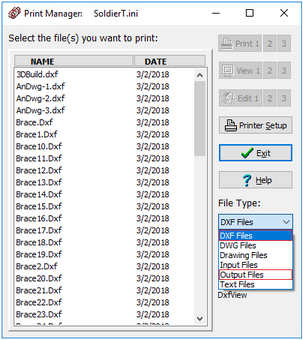 Print Manager: SoldierT.ini
Select the file(s) you want to print:
NAME DATE
3DBuild.dxf 3/2/2018
AnDwg-1.dxf 3/2/2018
AnDwg-2.dxf 3/2/2018
AnDwg-3.dxf 3/2/2018
Brace.Dxf 3/2/2018
Brace1.Dxf 3/2/2018
Brace10.Dxf 3/2/2018
Brace11.Dxf 3/2/2018
Brace12.Dxf 3/2/2018
Brace13.Dxf 3/2/2018
Brace14.Dxf 3/2/2018
Brace15.Dxf 3/2/2018
Brace16.Dxf 3/2/2018
Brace17.Dxf 3/2/2018
Brace18.Dxf 3/2/2018
Brace19.Dxf 3/2/2018
Brace2.Dxf 3/2/2018
Brace20.Dxf 3/2/2018
Brace21.Dxf 3/2/2018
Brace22.Dxf 3/2/2018
Brace23.Dxf 3/2/2018
Print 1 2 3
View 1 2 3
Edit 1 2 3
Printer Setup
Exit
Help
File Type:
DXF Files
DXF Files
DWG Files
Drawing Files
Input Files
Output Files
Text Files
DxfView